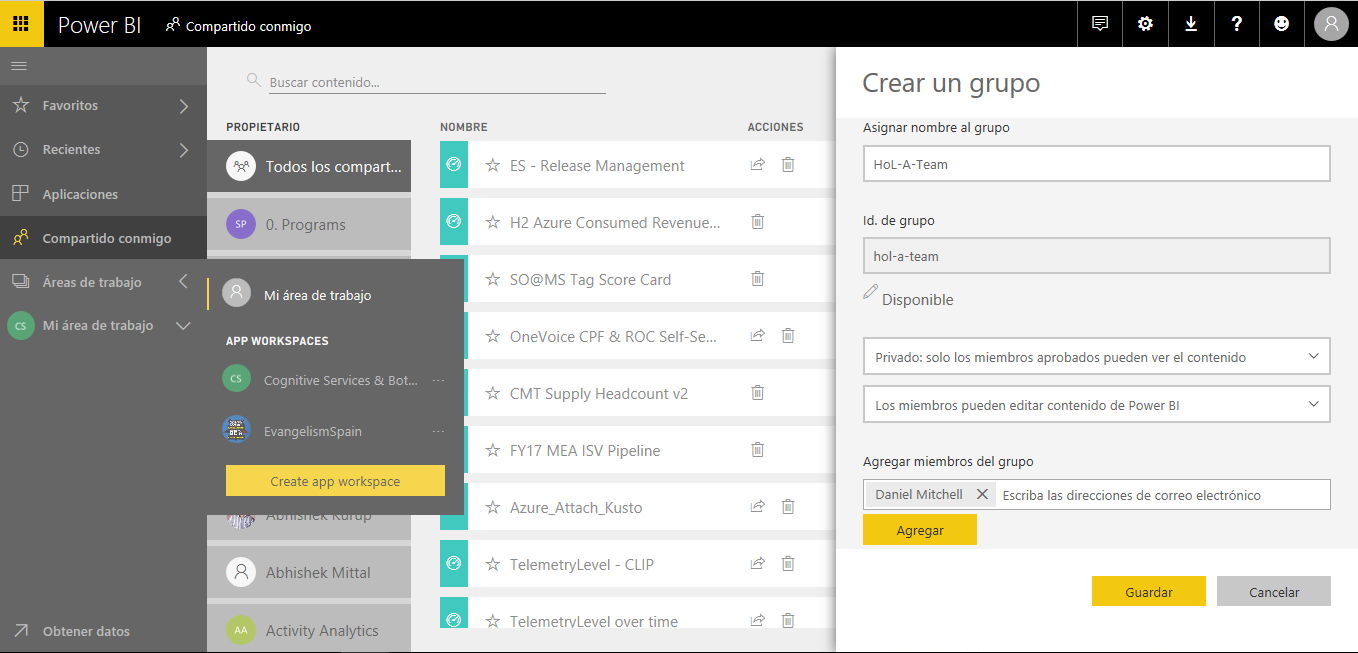 Power BI
Compartido conmigo
Favoritos
Recientes
Aplicaciones
Compartido conmigo
Áreas de trabajo
CS
Mi área de trabajo
Obtener datos
Buscar contenido...
PROPIETARIO
NOMBRE
ACCIONES
Todos los compart...
SP
0. Programs
Mi área de trabajo
APP WORKSPACES
CS
Cognitive Services & Bot...
EvangelismSpain
Create app workspace
Abhishek Kurup
Abhishek Mittal
AA
Activity Analytics
ES - Release Management
H2 Azure Consumed Revenue...
SO@MS Tag Score Card
OneVoice CPF & ROC Self-Se...
CMT Supply Headcount v2
FY17 MEA ISV Pipeline
Azure_Attach_Kusto
TelemetryLevel - CLIP
TelemetryLevel over time
Crear un grupo
Asignar nombre al grupo
HoL-A-Team
Id. de grupo
hol-a-team
Disponible
Privado: solo los miembros aprobados pueden ver el contenido
Los miembros pueden editar contenido de Power BI
Agregar miembros del grupo
Daniel Mitchell
Escriba las direcciones de correo electrónico
Agregar
Guardar
Cancelar